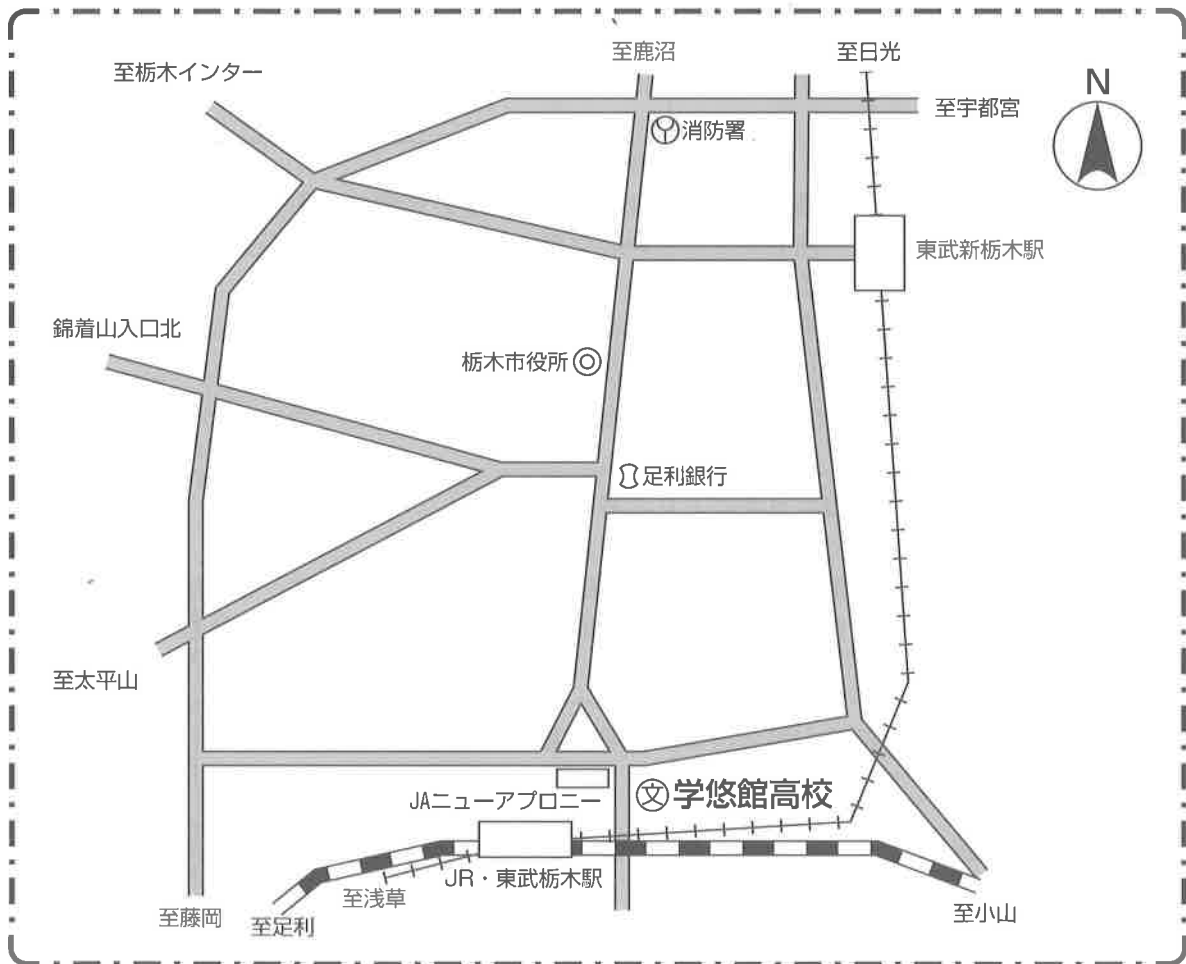 至鹿沼
至日光
至栃木インター
N
至宇都宮
消防署
東武新栃木駅
錦着山入口北
栃木市役所
足利銀行
至太平山
文学悠館高校
JAニューアプロニー
JR・東武栃木駅
至浅草
至藤岡
至足利
至小山